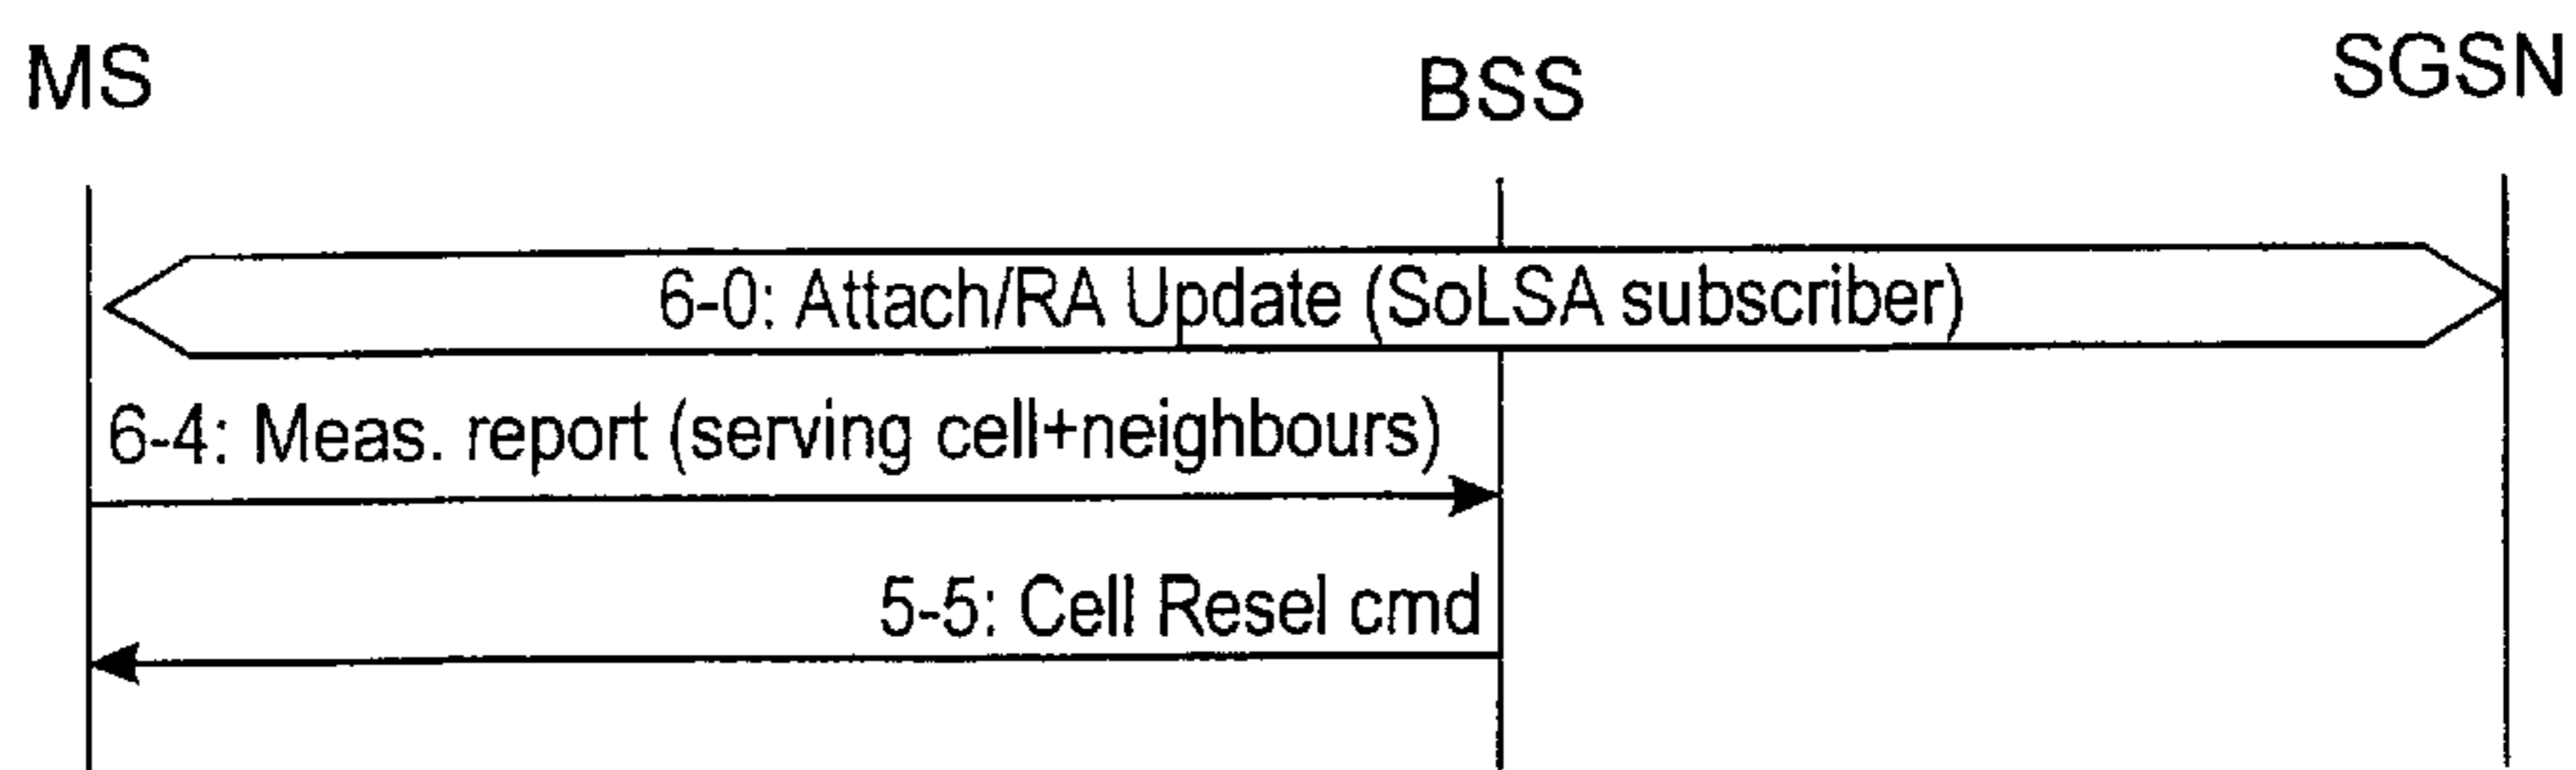 MS
BSS
SGSN
6-0: Attach/RA Update (SoLSA subscriber)
6-4: Meas. report (serving cell+neighbours)
5-5: Cell Resel cmd